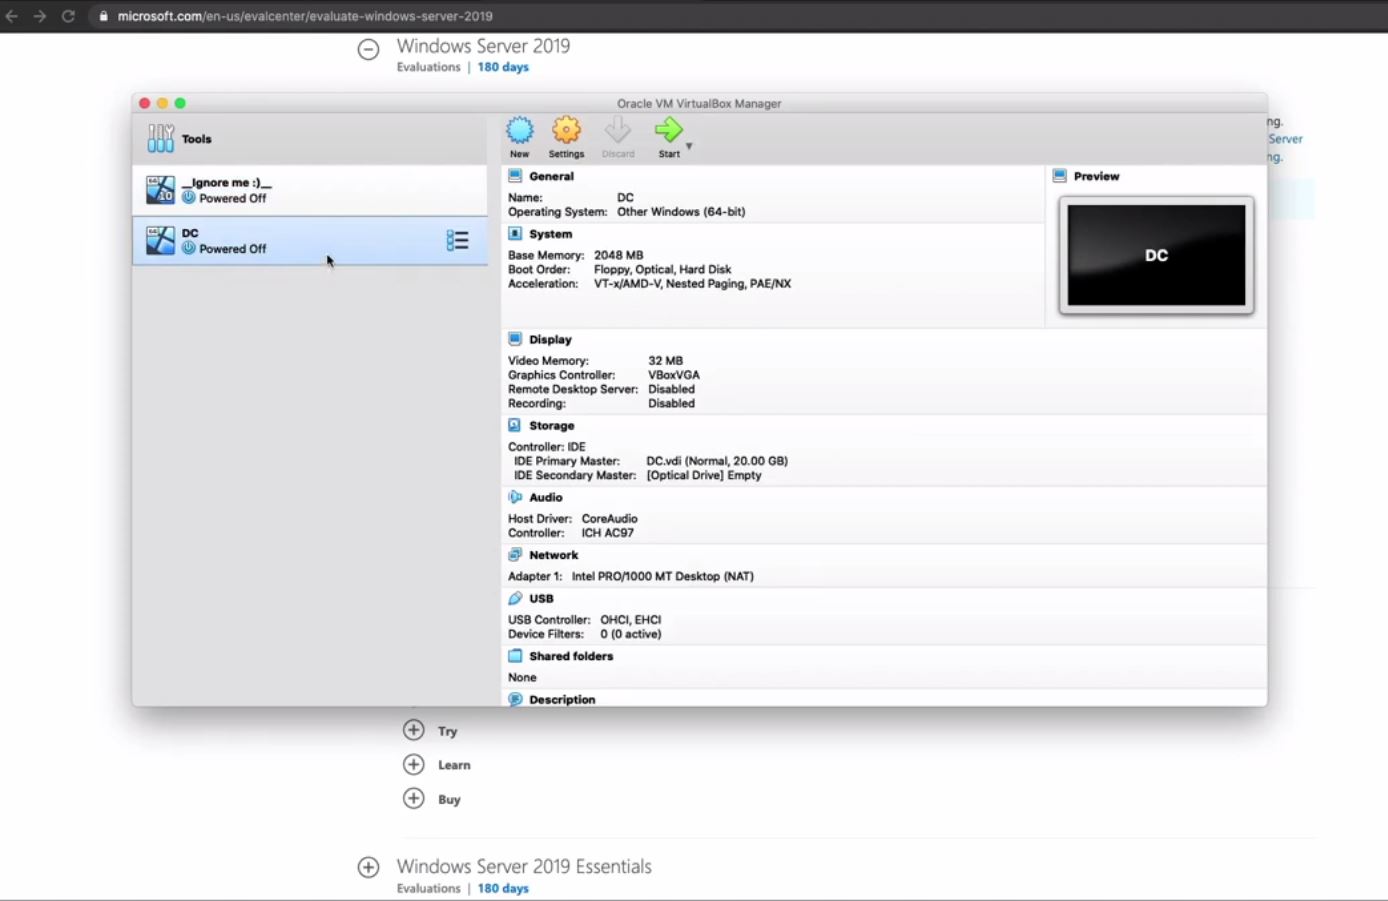 microsoft.com/en-us/evalcenter/evaluate-windows-server-2019
Windows Server 2019
Evaluations | 180 days
Oracle VM VirtualBox Manager
Tools
New
Settings
Discard
Start
__Ignore me :)__
Powered Off
DC
Powered Off
General
Name: DC
Operating System: Other Windows (64-bit)
System
Base Memory: 2048 MB
Boot Order: Floppy, Optical, Hard Disk
Acceleration: VT-x/AMD-V, Nested Paging, PAE/NX
Preview
DC
ng.
Server
ng.
Display
Video Memory: 32 MB
Graphics Controller: VBoxVGA
Remote Desktop Server: Disabled
Recording: Disabled
Storage
Controller: IDE
IDE Primary Master: DC.vdi (Normal, 20.00 GB)
IDE Secondary Master: [Optical Drive] Empty
Audio
Host Driver: CoreAudio
Controller: ICH AC97
Network
Adapter 1: Intel PRO/1000 MT Desktop (NAT)
USB
USB Controller: OHCI, EHCI
Device Filters: 0 (0 active)
Shared folders
None
Description
Try
Learn
Buy
Windows Server 2019 Essentials
Evaluations | 180 days